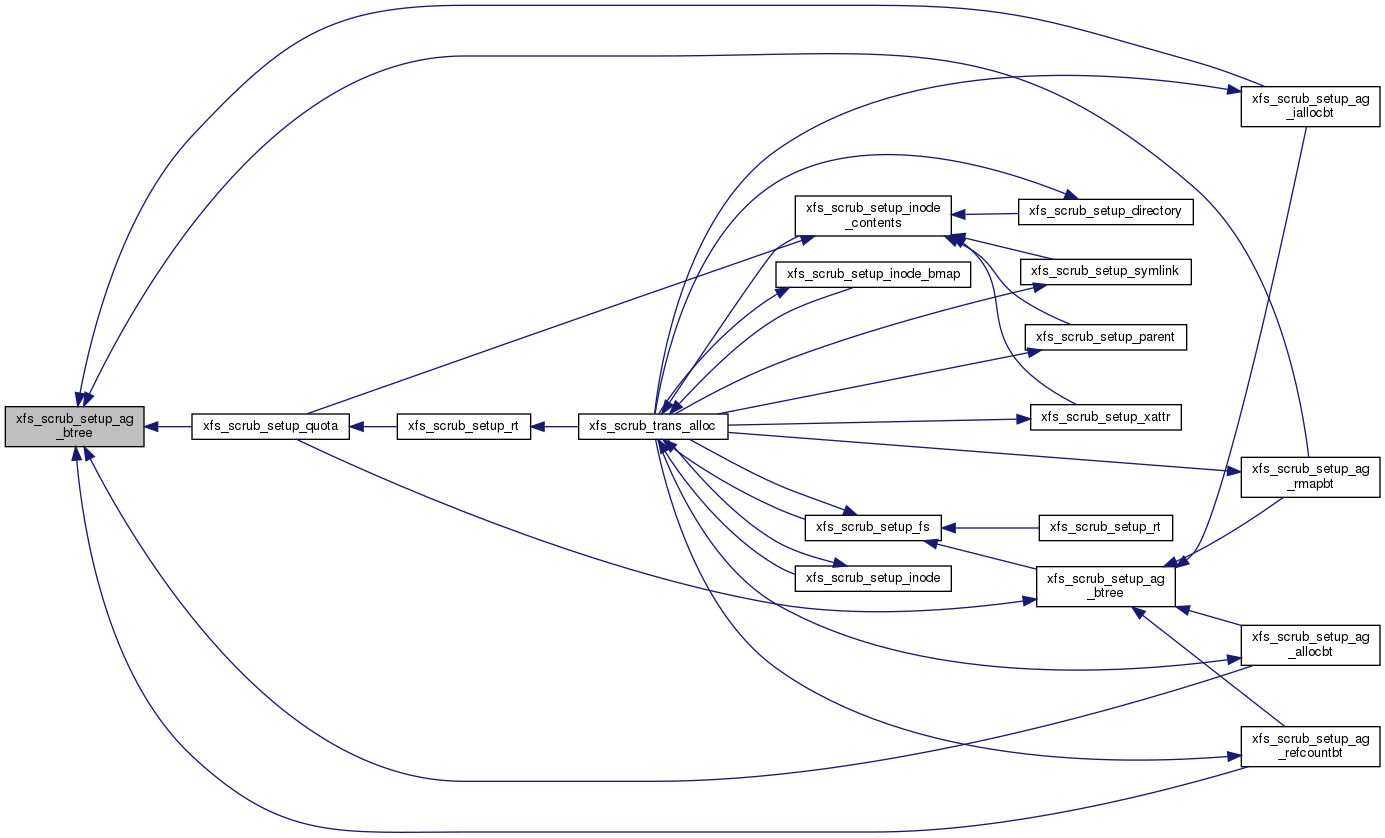 xfs_scrub_setup_ag
_iallocbt
xfs_scrub_setup_inode
_contents
xfs_scrub_setup_directory
xfs_scrub_setup_inode_bmap
xfs_scrub_setup_symlink
xfs_scrub_setup_parent
xfs_scrub_setup_ag
_btree
xfs_scrub_setup_quota
xfs_scrub_setup_rt
xfs_scrub_trans_alloc
xfs_scrub_setup_xattr
xfs_scrub_setup_ag
_rmapbt
xfs_scrub_setup_fs
xfs_scrub_setup_rt
xfs_scrub_setup_inode
xfs_scrub_setup_ag
_btree
xfs_scrub_setup_ag
_allocbt
xfs_scrub_setup_ag
_refcountbt